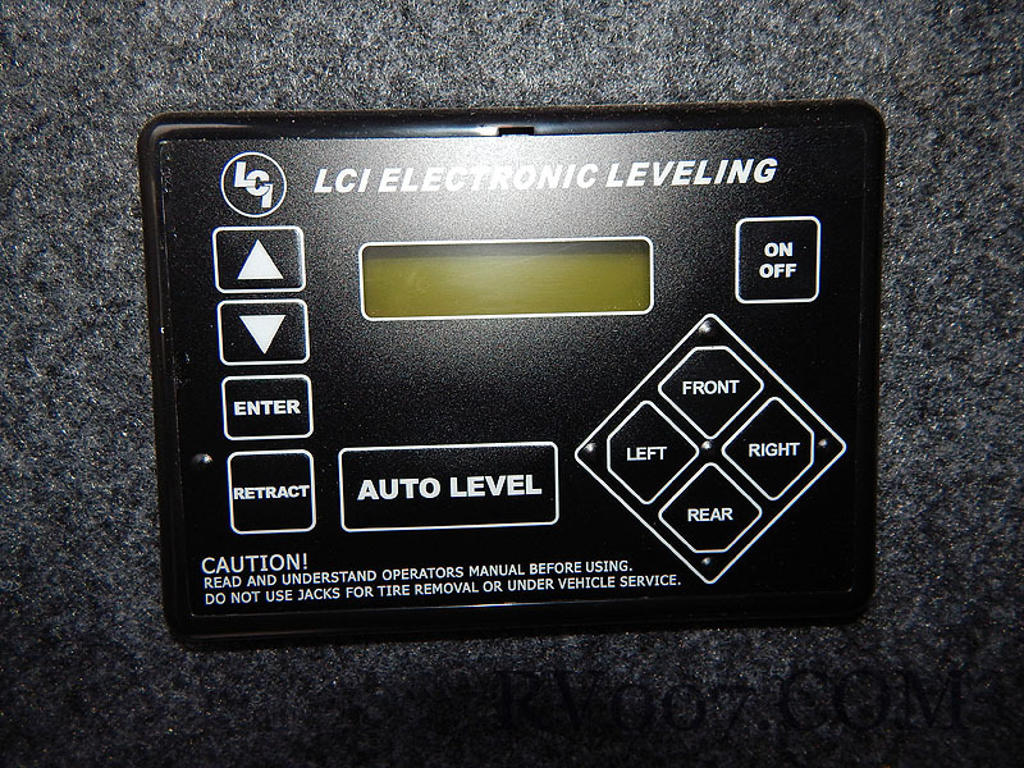 LCI LCI ELECTRONIC LEVELING
ON
OFF
ENTER
FRONT
LEFT
RIGHT
REAR
RETRACT
AUTO LEVEL
CAUTION!
READ AND UNDERSTAND OPERATORS MANUAL BEFORE USING.
DO NOT USE JACKS FOR TIRE REMOVAL OR UNDER VEHICLE SERVICE.
RV007.COM